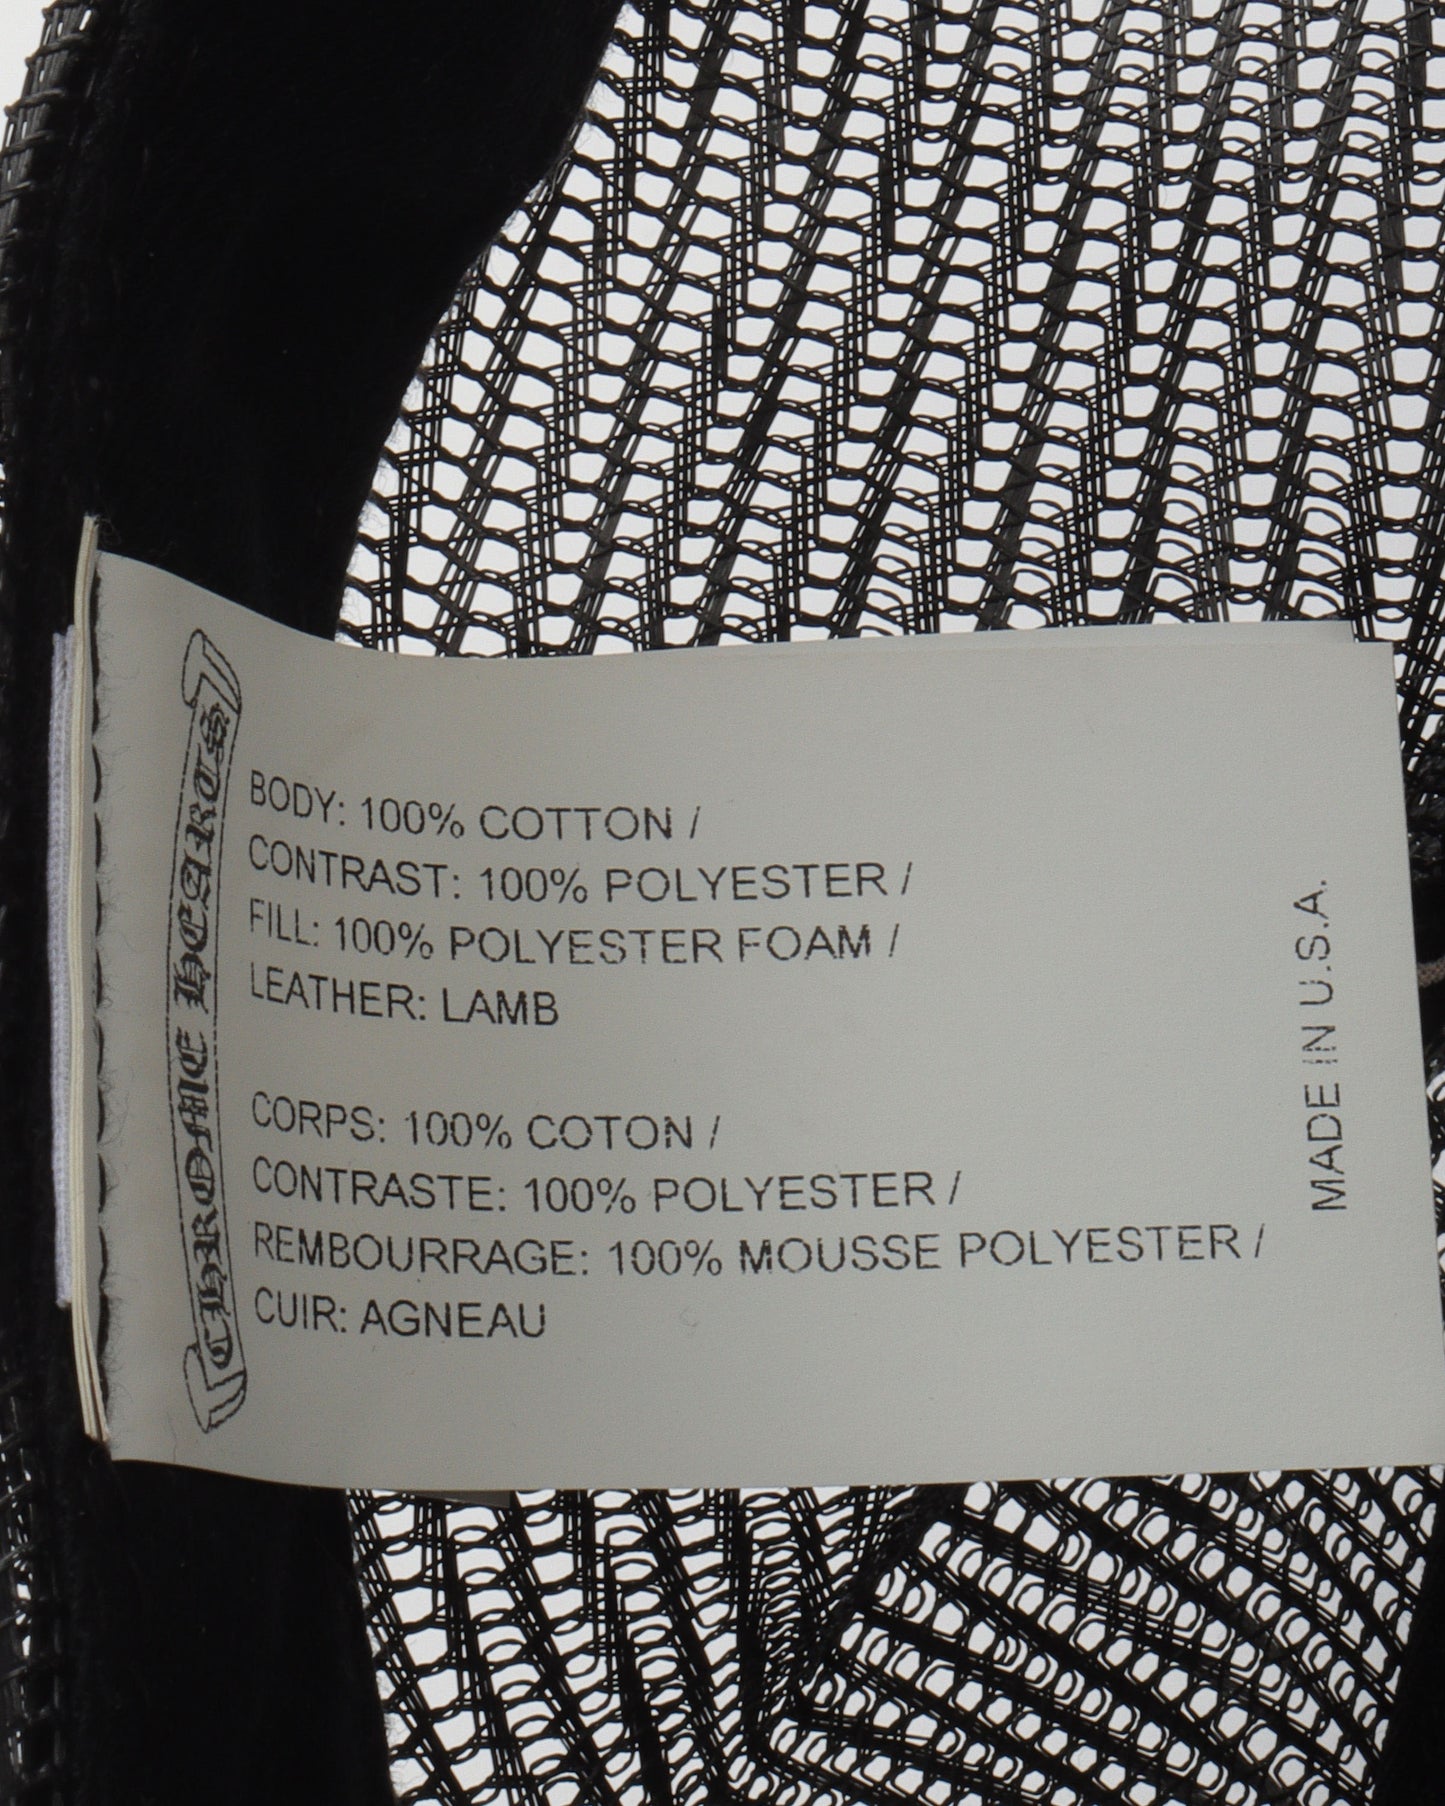 CHROME HEARTS
BODY: 100% COTTON /
CONTRAST: 100% POLYESTER /
FILL: 100% POLYESTER FOAM /
LEATHER: LAMB
CORPS: 100% COTON /
CONTRASTE: 100% POLYESTER /
REMBOURRAGE: 100% MOUSSE POLYESTER /
CUIR: AGNEAU
MADE IN U.S.A.